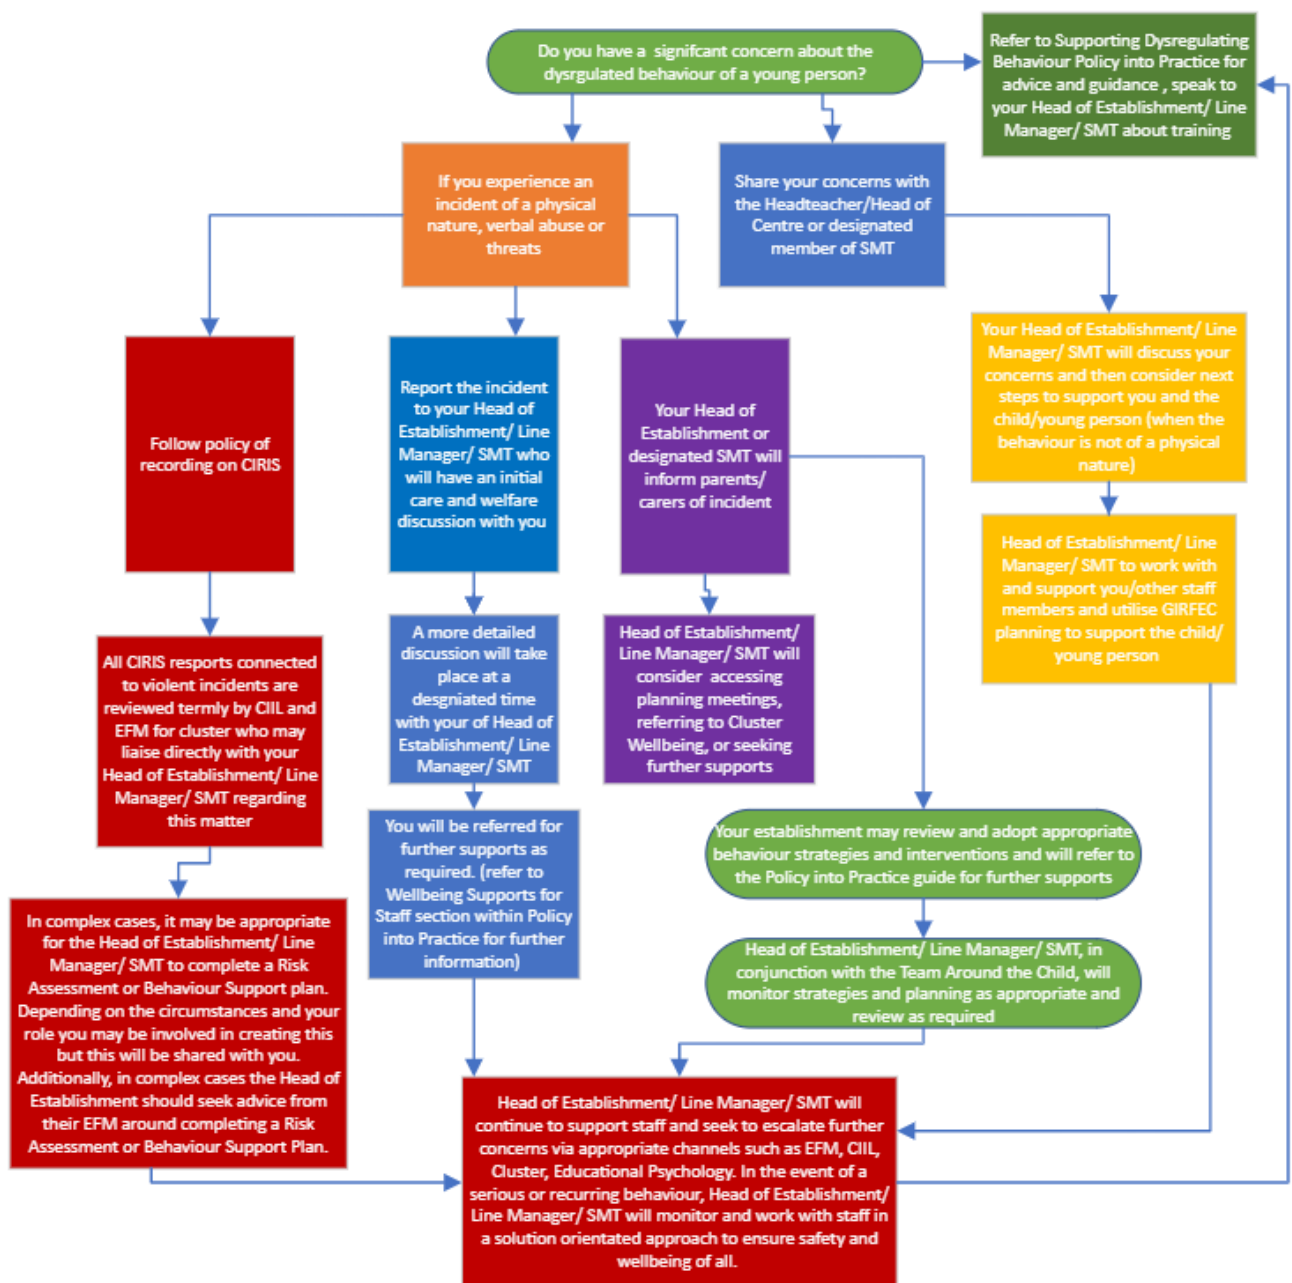 Do you have a  signifcant concern about the
dysrgulated behaviour of a young person?
Refer to Supporting Dysregulating
Behaviour Policy into Practice for
advice and guidance , speak to
your Head of Establishment/ Line
Manager/ SMT about training
If you experience an
incident of a physical
nature, verbal abuse or
threats
Share your concerns with
the Headteacher/Head of
Centre or designated
member of SMT
Follow policy of
recording on CIRIS
Report the incident
to your Head of
Establishment/ Line
Manager/ SMT who
will have an initial
care and welfare
discussion with you
Your Head of
Establishment or
designated SMT will
inform parents/
carers of incident
Your Head of Establishment/ Line
Manager/ SMT will discuss your
concerns and then consider next
steps to support you and the
child/young person (when the
behaviour is not of a physical
nature)
Head of Establishment/ Line
Manager/ SMT to work with
and support you/other staff
members and utilise GIRFEC
planning to support the child/
young person
All CIRIS resports connected
to violent incidents are
reviewed termly by CIIL and
EFM for cluster who may
liaise directly with your
Head of Establishment/ Line
Manager/ SMT regarding
this matter
A more detailed
discussion will take
place at a
desgniated time
with your of Head of
Establishment/ Line
Manager/ SMT
Head of Establishment/
Line Manager/ SMT will
consider  accessing
planning meetings,
referring to Cluster
Wellbeing, or seeking
further supports
You will be referred for
further supports as
required. (refer to
Wellbeing Supports for
Staff section within Policy
into Practice for further
information)
Your establishment may review and adopt appropriate
behaviour strategies and interventions and will refer to
the Policy into Practice guide for further supports
Head of Establishment/ Line Manager/ SMT, in
conjunction with the Team Around the Child, will
monitor strategies and planning as appropriate and
review as required
In complex cases, it may be appropriate
for the Head of Establishment/ Line
Manager/ SMT to complete a Risk
Assessment or Behaviour Support plan.
Depending on the circumstances and your
role you may be involved in creating this
but this will be shared with you.
Additionally, in complex cases the Head of
Establishment should seek advice from
their EFM around completing a Risk
Assessment or Behaviour Support Plan.
Head of Establishment/ Line Manager/ SMT will
continue to support staff and seek to escalate further
concerns via appropriate channels such as EFM, CIIL,
Cluster, Educational Psychology. In the event of a
serious or recurring behaviour, Head of Establishment/
Line Manager/ SMT will monitor and work with staff in
a solution orientated approach to ensure safety and
wellbeing of all.